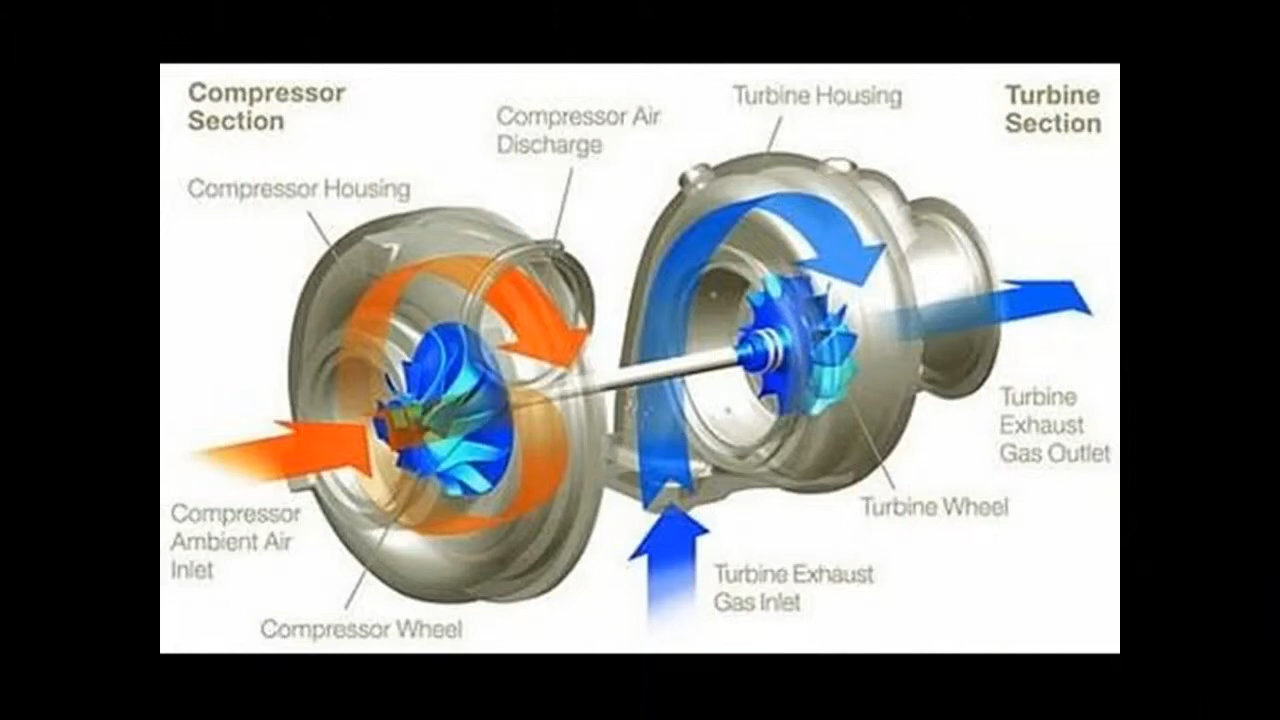 Compressor
Section
Compressor Air
Discharge
Turbine Housing
Turbine
Section
Compressor Housing
Turbine
Exhaust
Gas Outlet
Turbine Wheel
Compressor
Ambient Air
Inlet
Turbine Exhaust
Gas Inlet
Compressor Wheel